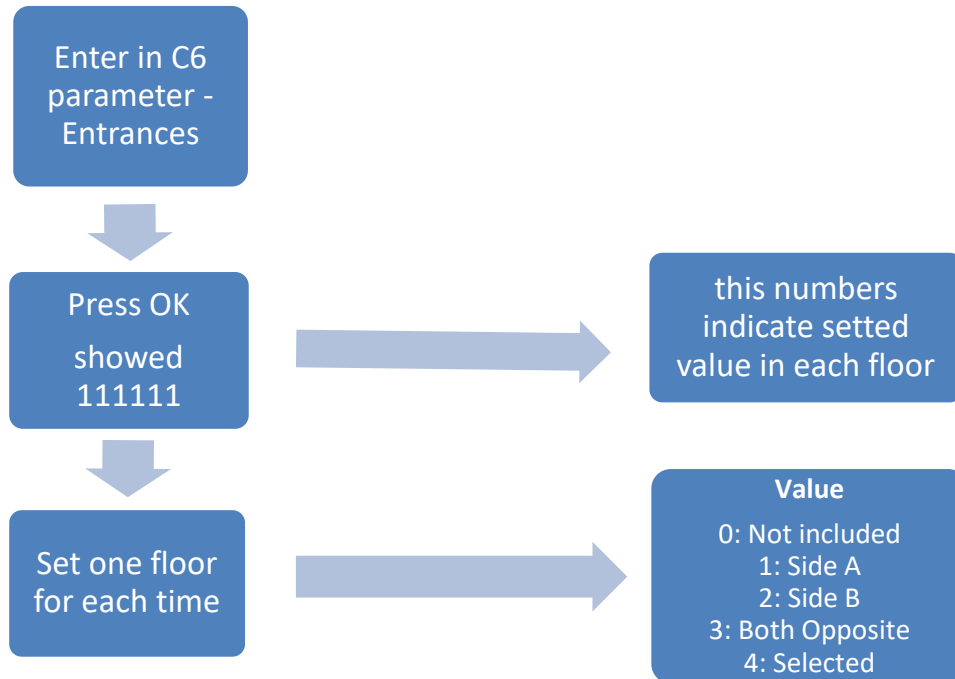 Enter in C6
parameter -
Entrances
Press OK
showed
111111
this numbers
indicate setted
value in each floor
Set one floor
for each time
Value
0: Not included
1: Side A
2: Side B
3: Both Opposite
4: Selected